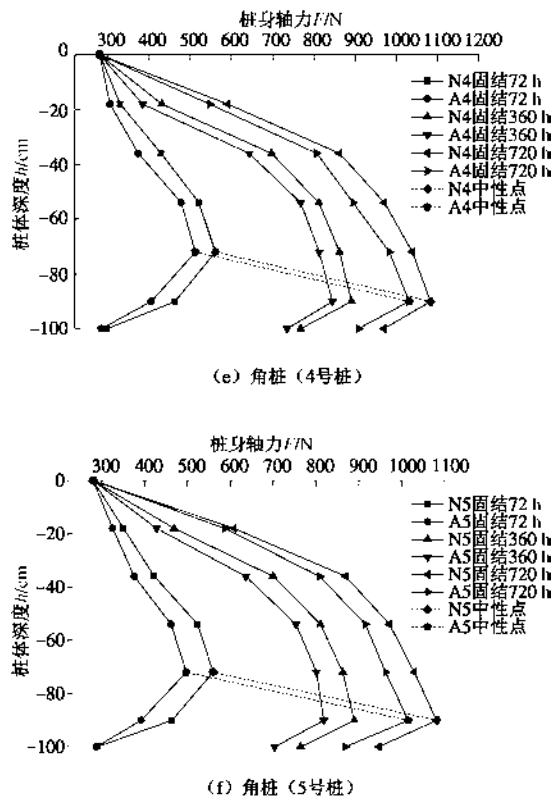 桩身轴力F/N
300 400 500 600 700 800 900 1000 1100 1200
0
-20
-40
-60
-80
-100
桩体深度h/cm
N4固结72 h
A4固结72 h
N4固结360 h
A4固结360 h
N4固结720 h
A4固结720 h
N4中性点
A4中性点
（e）角桩（4号桩）
桩身轴力F/N
300 400 500 600 700 800 900 1000 1100
0
-20
-40
-60
-80
-100
桩体深度h/cm
N5固结72 h
A5固结72 h
N5固结360 h
A5固结360 h
N5固结720 h
A5固结720 h
N5中性点
A5中性点
（f）角桩（5号桩）